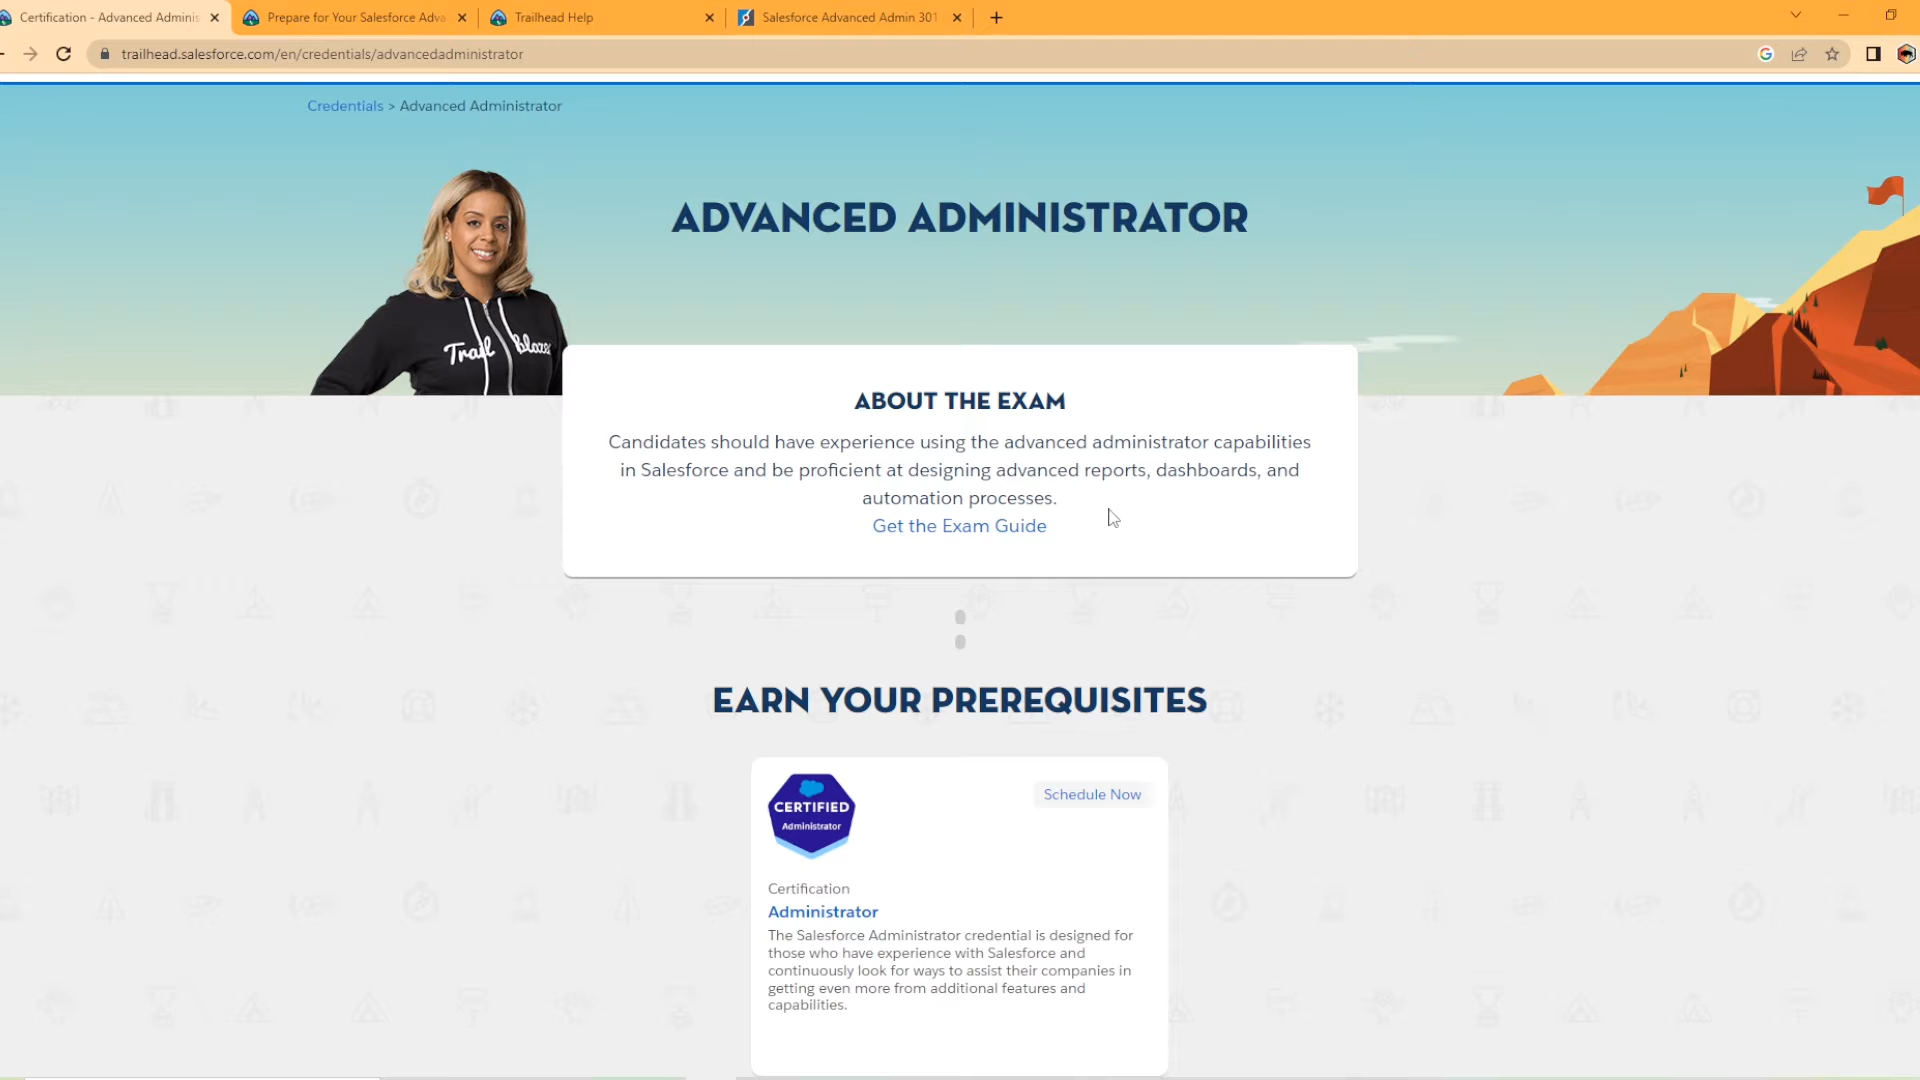 Certification - Advanced Adminis
Prepare for Your Salesforce Adva
Trailhead Help
Salesforce Advanced Admin 301
trailhead.salesforce.com/en/credentials/advancedadministrator
Credentials > Advanced Administrator
ADVANCED ADMINISTRATOR
Trail blazer
ABOUT THE EXAM
Candidates should have experience using the advanced administrator capabilities
in Salesforce and be proficient at designing advanced reports, dashboards, and
automation processes.
Get the Exam Guide
EARN YOUR PREREQUISITES
CERTIFIED
Administrator
Schedule Now
Certification
Administrator
The Salesforce Administrator credential is designed for
those who have experience with Salesforce and
continuously look for ways to assist their companies in
getting even more from additional features and
capabilities.